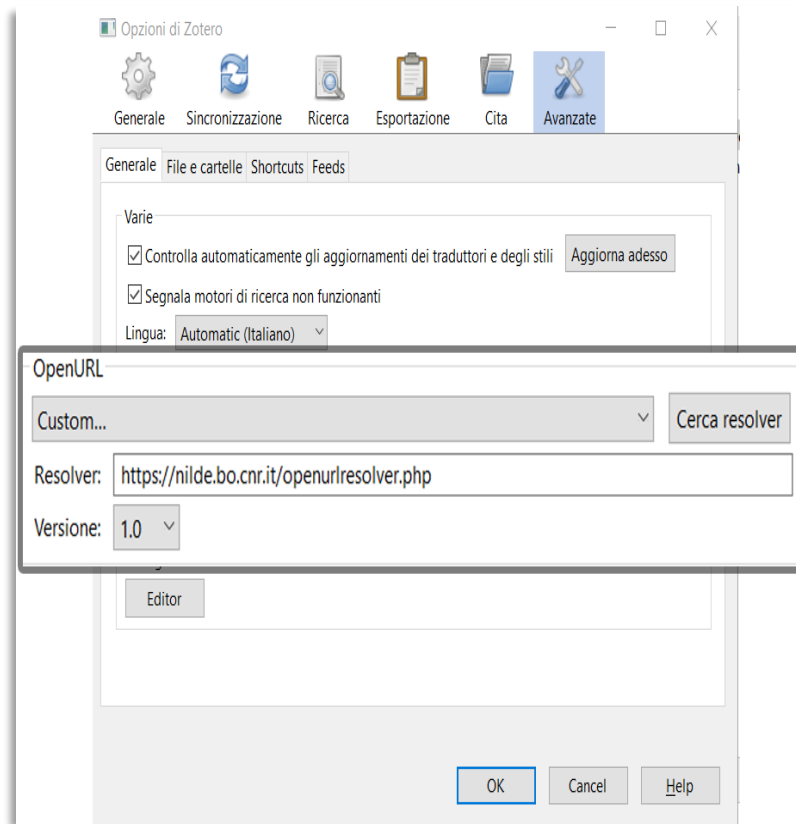 Opzioni di Zotero
Generale Sincronizzazione Ricerca Esportazione Cita Avanzate
Generale File e cartelle Shortcuts Feeds
Varie
Controlla automaticamente gli aggiornamenti dei traduttori e degli stili Aggiorna adesso
Segnala motori di ricerca non funzionanti
Lingua: Automatic (Italiano)
OpenURL
Custom... Cerca resolver
Resolver: https://nilde.bo.cnr.it/openurlresolver.php
Versione: 1.0
Editor
OK Cancel Help